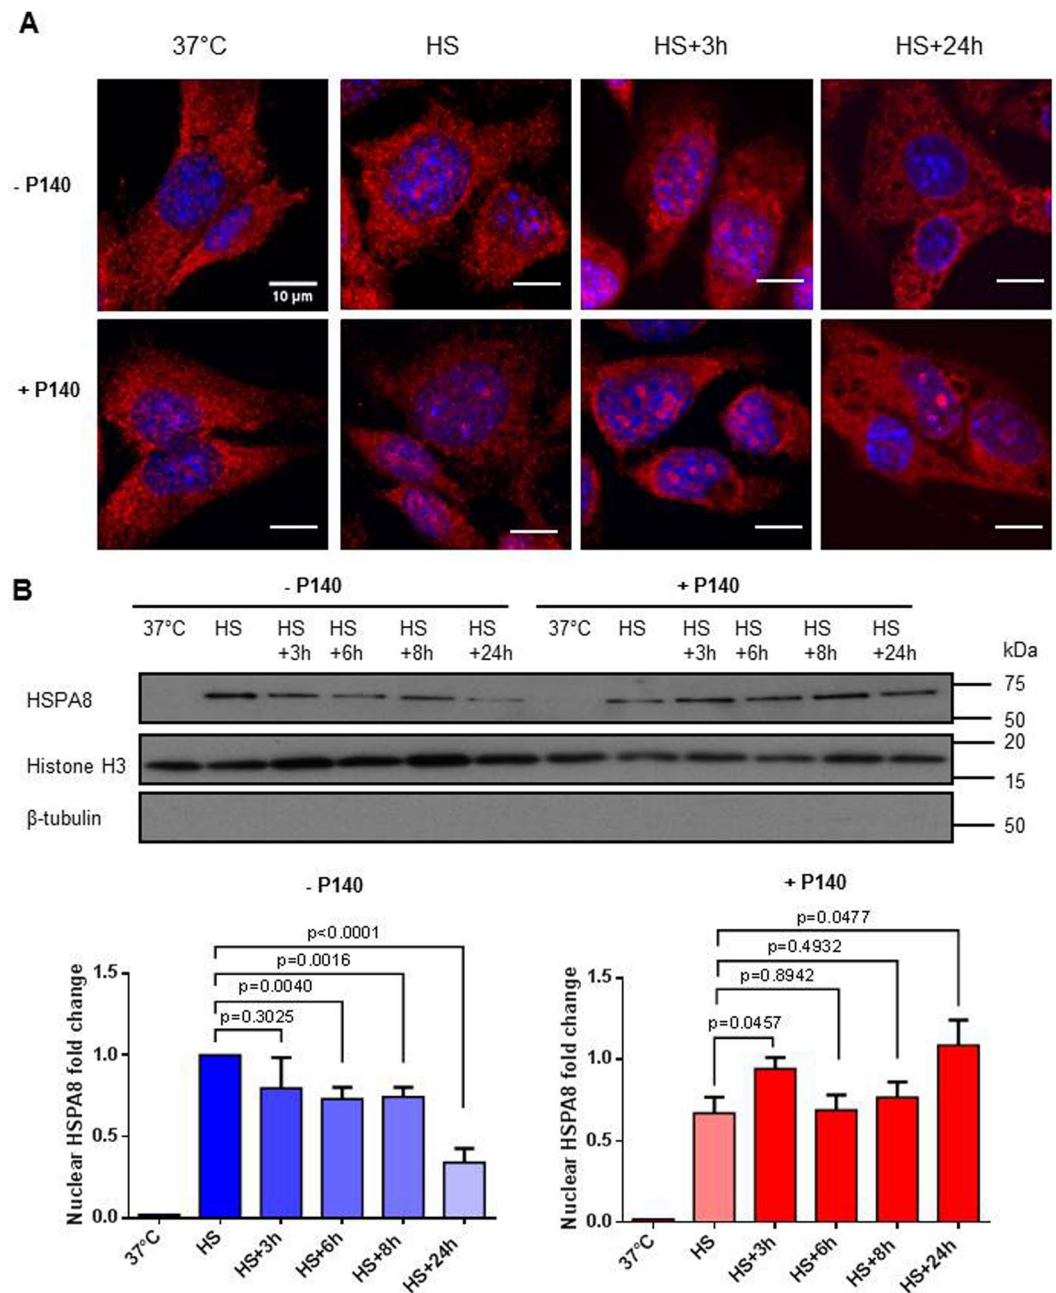 A
37°C HS HS+3h HS+24h
- P140
10 µm
+ P140
B
- P140 + P140
37°C HS HS +3h HS +6h HS +8h HS +24h 37°C HS HS +3h HS +6h HS +8h HS +24h kDa
HSPA8 75
50
Histone H3 20
15
β-tubulin 50
- P140
p<0.0001
p=0.0016
p=0.0040
p=0.3025
Nuclear HSPA8 fold change
1.5
1.0
0.5
0.0
37°C HS HS+3h HS+6h HS+8h HS+24h
+ P140
p=0.0477
p=0.4932
p=0.8942
p=0.0457
Nuclear HSPA8 fold change
1.5
1.0
0.5
0.0
37°C HS HS+3h HS+6h HS+8h HS+24h